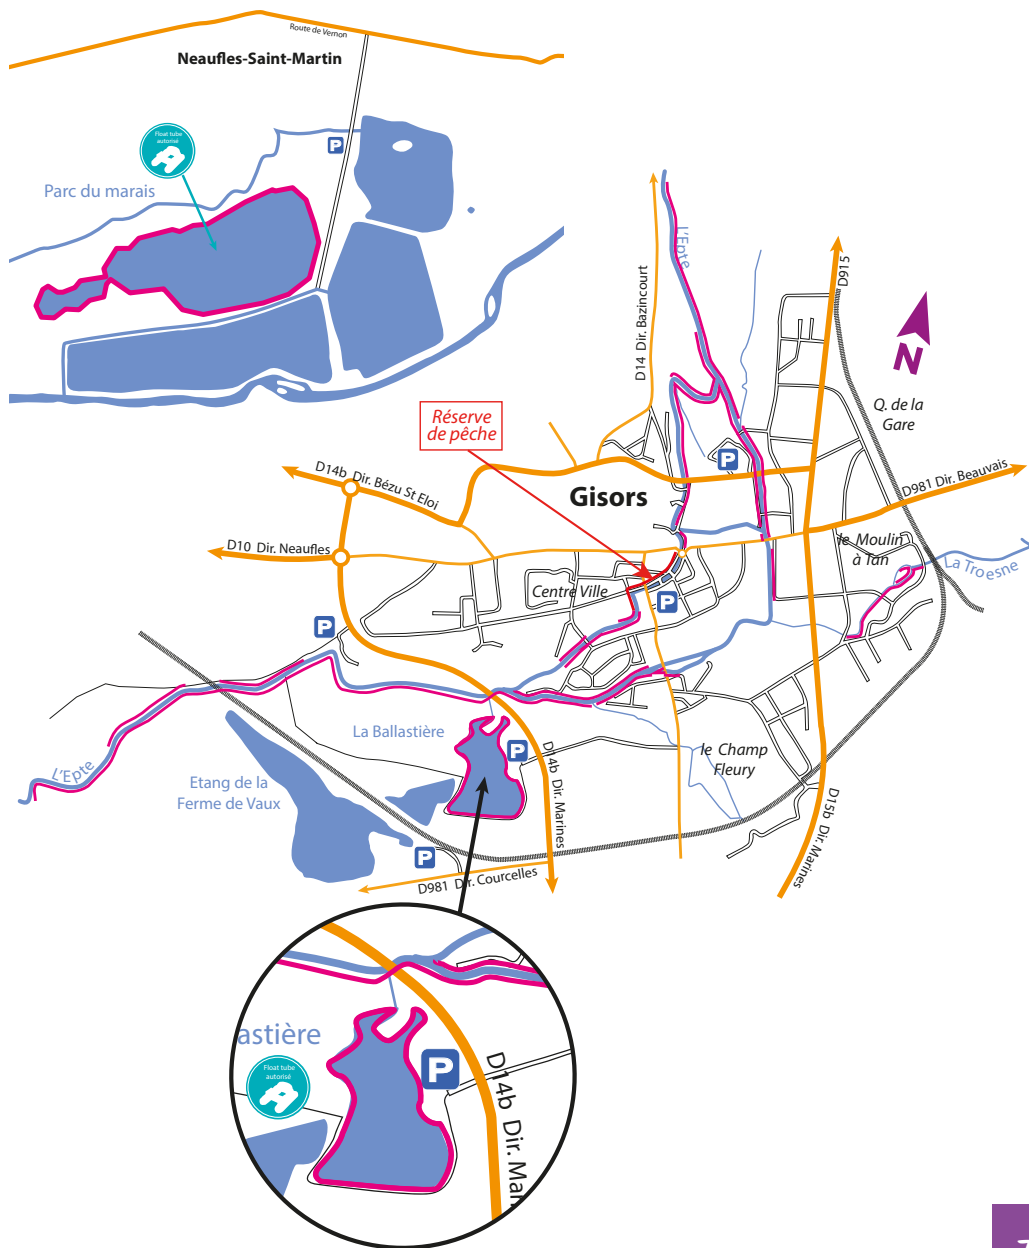 Route de Vernon
Neaufles-Saint-Martin
Float tube
autorisé
P
Parc du marais
L'Epte
D14 Dir. Bazincourt
D915
N
Q. de la
Gare
Réserve
de pêche
P
D14b Dir. Bézu St Eloi
Gisors
D981 Dir. Beauvais
D10 Dir. Neaufles
le Moulin
à Tan
La Troesne
Centre Ville
P
P
La Ballastière
P
D14b Dir. Marines
le Champ
Fleury
L'Epte
Etang de la
Ferme de Vaux
D15b Dir. Marines
P
D981 Dir. Courcelles
astière
Float tube
autorisé
P
D14b Dir. Mar